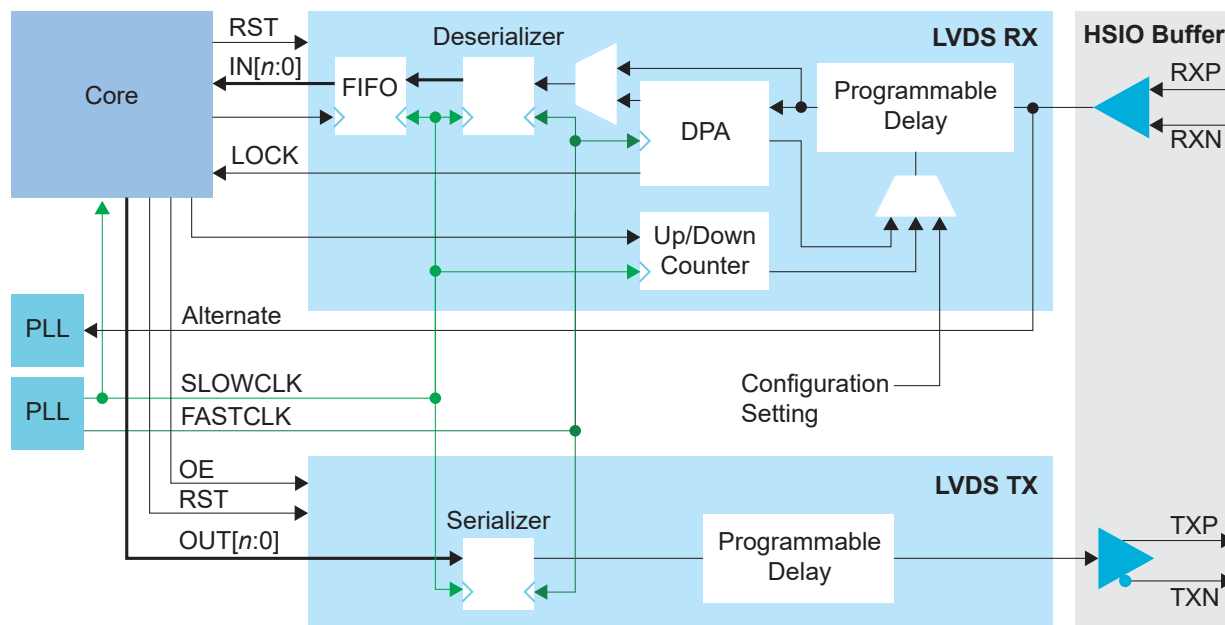 Core
RST
IN[n:0]
LOCK
Deserializer
FIFO
LVDS RX
DPA
Programmable
Delay
Up/Down
Counter
HSIO Buffer
RXP
RXN
PLL
Alternate
PLL
SLOWCLK
FASTCLK
Configuration
Setting
OE
RST
OUT[n:0]
LVDS TX
Serializer
Programmable
Delay
TXP
TXN